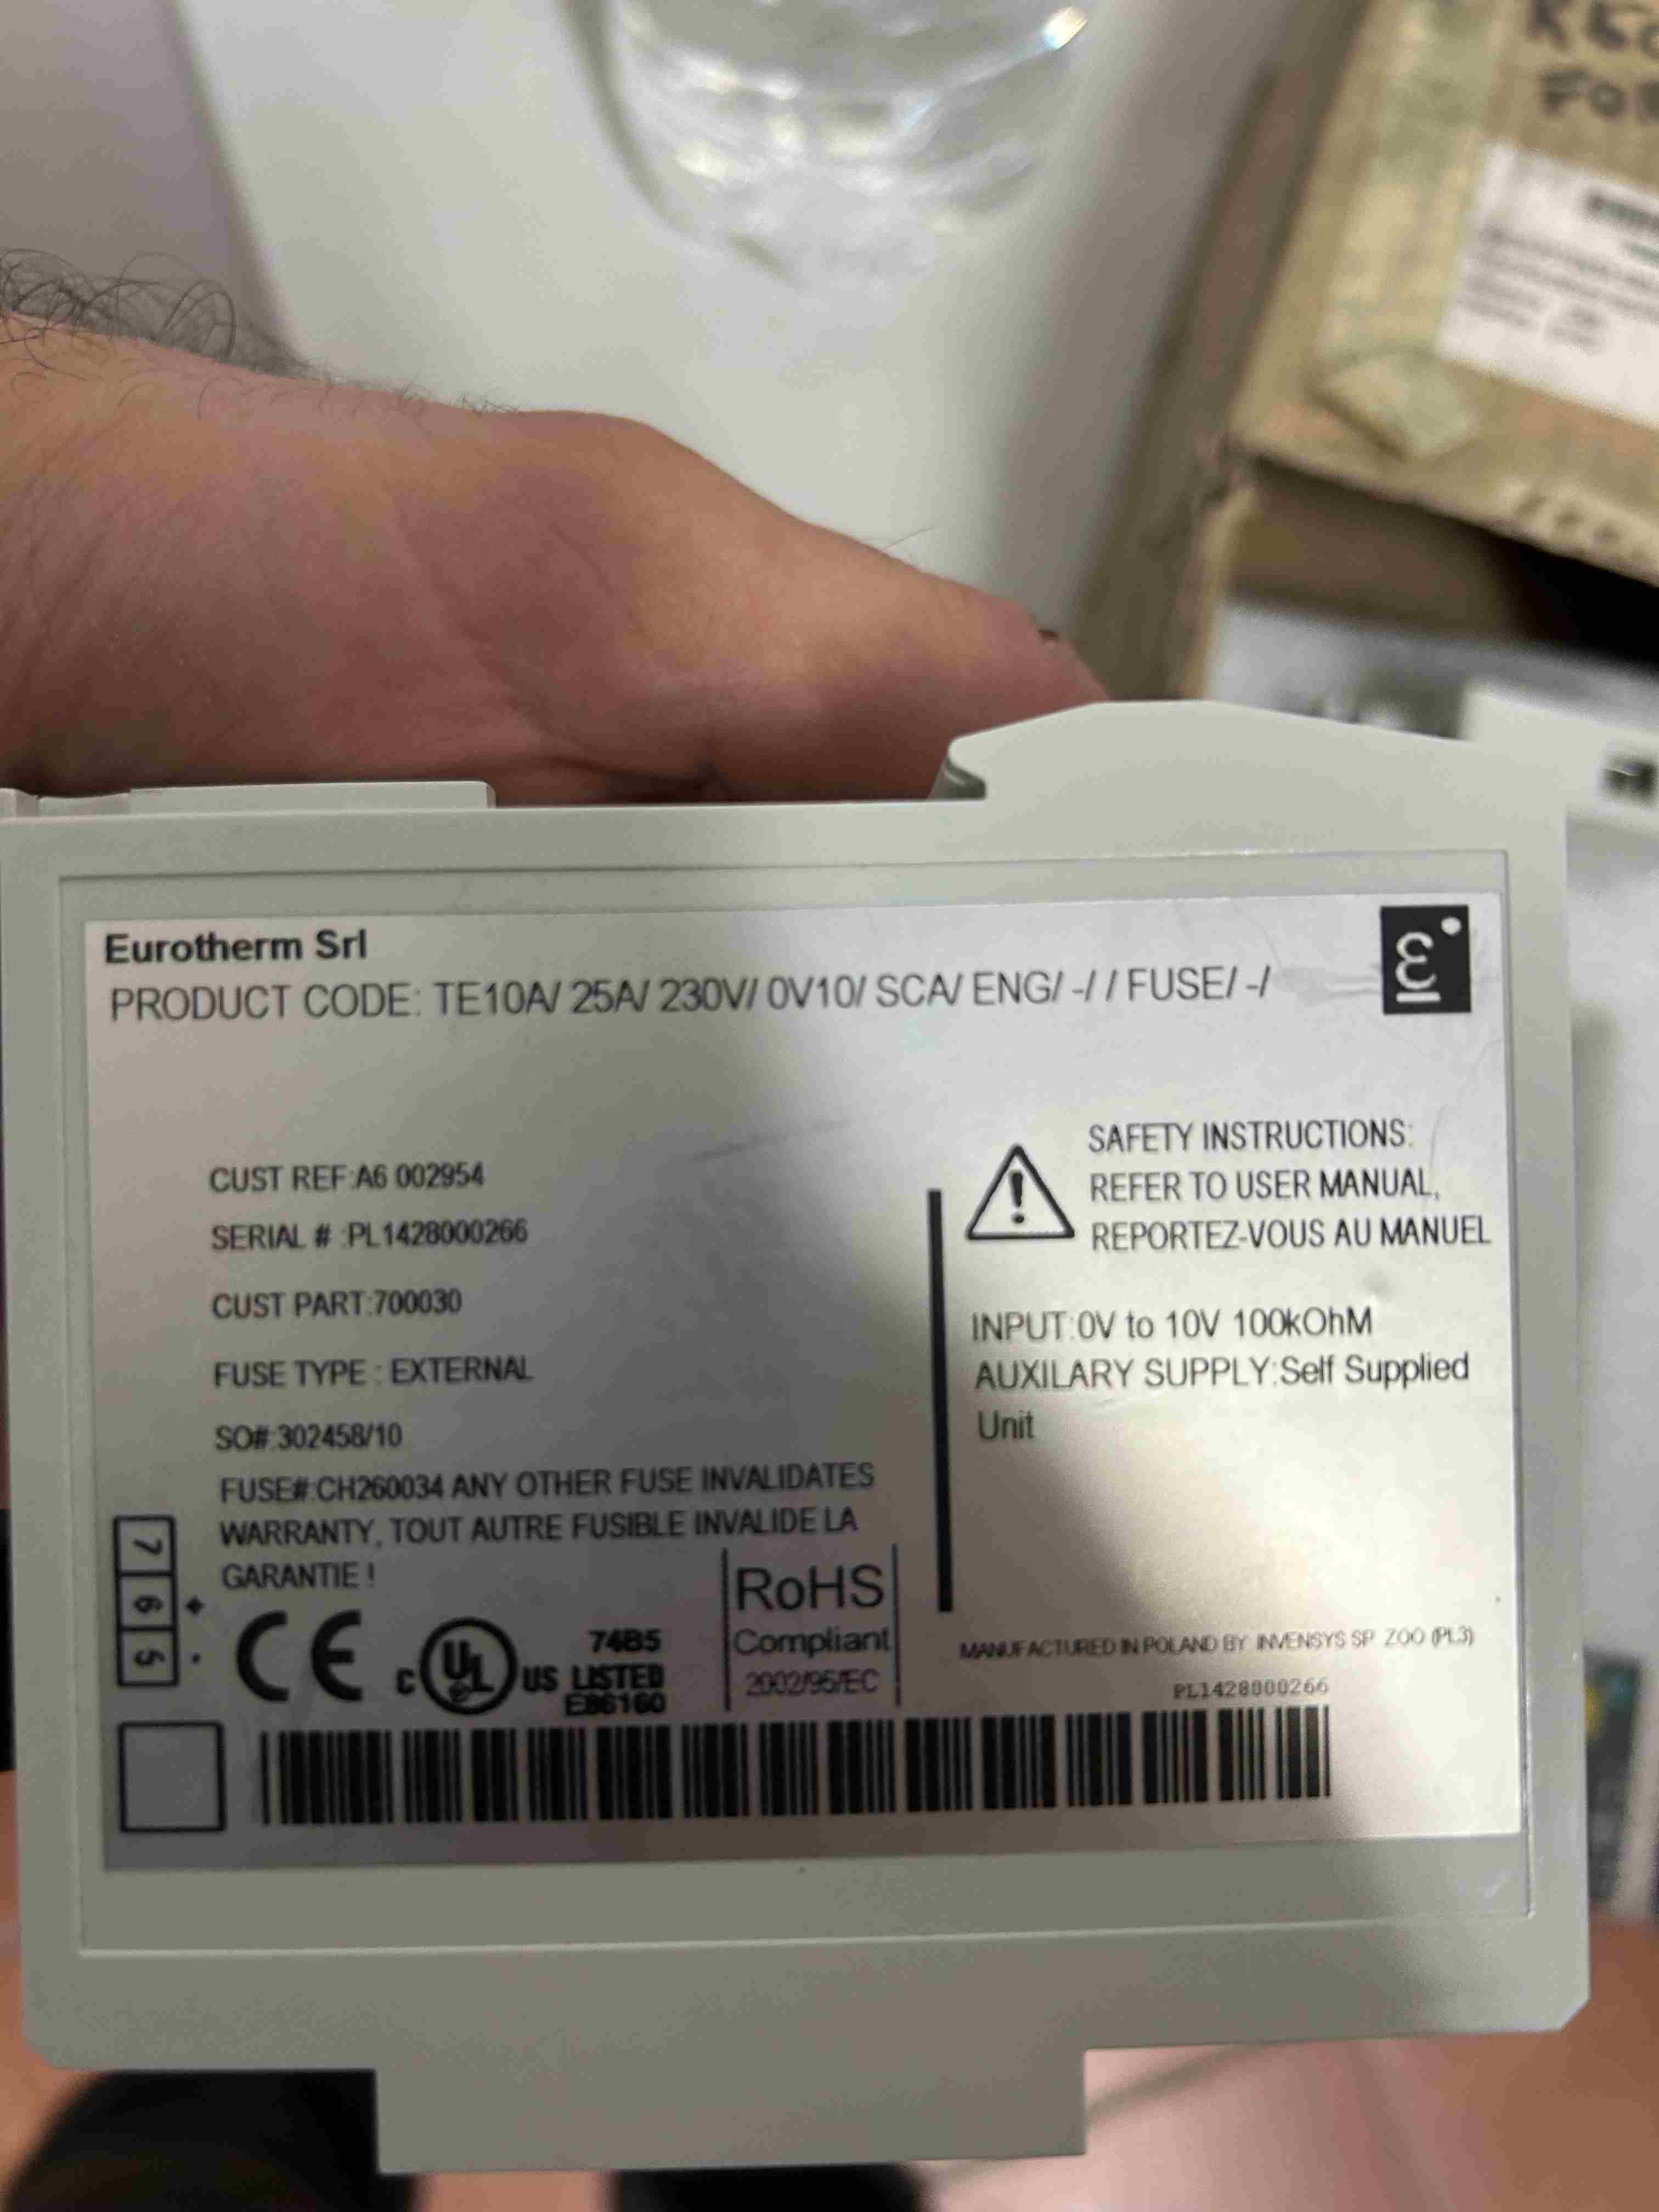 Eurotherm Srl
PRODUCT CODE: TE10A/ 25A/ 230V/ 0V10/ SCA/ ENG/ -/ / FUSE/ -/
CUST REF:A6 002954
SERIAL # :PL1428000266
CUST PART:700030
FUSE TYPE : EXTERNAL
SO#:302458/10
FUSE#:CH260034 ANY OTHER FUSE INVALIDATES
WARRANTY, TOUT AUTRE FUSIBLE INVALIDE LA
GARANTIE !
SAFETY INSTRUCTIONS:
REFER TO USER MANUAL,
REPORTEZ-VOUS AU MANUEL
INPUT:0V to 10V 100kOhM
AUXILARY SUPPLY:Self Supplied
Unit
7
6 +
5 -
CE
C UL US
74B5
LISTED
E86160
RoHS
Compliant
2002/95/EC
MANUFACTURED IN POLAND BY: INVENSYS SP. ZOO (PL3)
PL1428000266